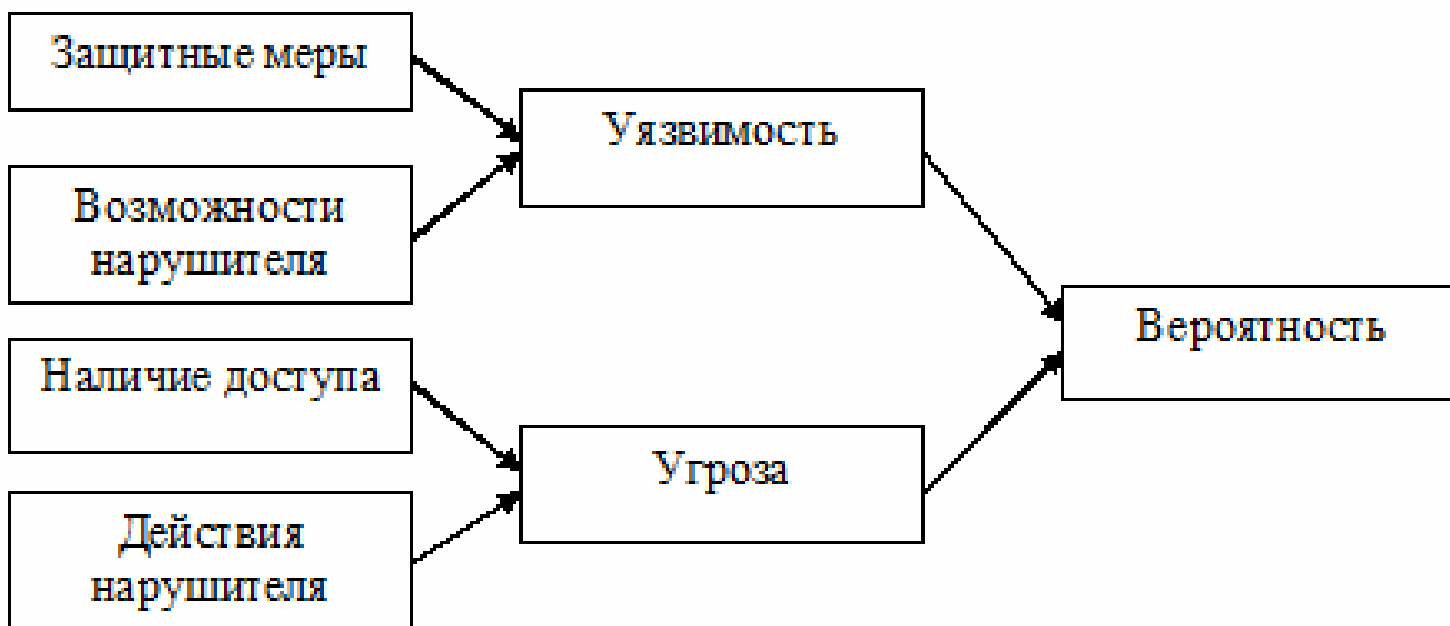 Защитные меры
Возможности
нарушителя
Наличие доступа
Действия
нарушителя
Уязвимость
Угроза
Вероятность